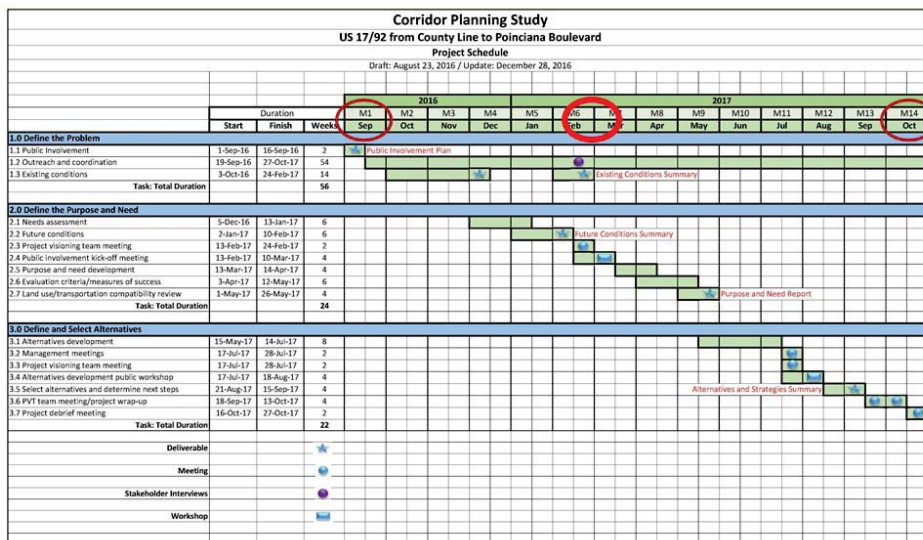 Corridor Planning Study
US 17/92 from County Line to Poinciana Boulevard
Project Schedule
Draft: August 23, 2016 / Update: December 28, 2016
2016 2017
Duration M1 M2 M3 M4 M5 M6 M8 M9 M10 M11 M12 M13 M14
Start Finish Weeks Sep Oct Nov Dec Jan Feb Mar Apr May Jun Jul Aug Sep Oct
1.0 Define the Problem
1.1 Public Involvement 1-Sep-16 16-Sep-16 2 Public Involvement Plan
1.2 Outreach and coordination 19-Sep-16 27-Oct-17 54
1.3 Existing conditions 3-Oct-16 24-Feb-17 14 Existing Conditions Summary
Task: Total Duration 56
2.0 Define the Purpose and Need
2.1 Needs assessment 5-Dec-16 13-Jan-17 6
2.2 Future conditions 2-Jan-17 10-Feb-17 6 Future Conditions Summary
2.3 Project visioning team meeting 13-Feb-17 24-Feb-17 2
2.4 Public involvement kick-off meeting 13-Feb-17 10-Mar-17 4
2.5 Purpose and need development 13-Mar-17 14-Apr-17 4
2.6 Evaluation criteria/measures of success 3-Apr-17 12-May-17 6
2.7 Land use/transportation compatibility review 1-May-17 26-May-17 4 Purpose and Need Report
Task: Total Duration 24
3.0 Define and Select Alternatives
3.1 Alternatives development 15-May-17 14-Jul-17 8
3.2 Management meetings 17-Jul-17 28-Jul-17 2
3.3 Project visioning team meeting 17-Jul-17 28-Jul-17 2
3.4 Alternatives development public workshop 17-Jul-17 18-Aug-17 4
3.5 Select alternatives and determine next steps 21-Aug-17 15-Sep-17 4 Alternatives and Strategies Summary
3.6 PVT team meeting/project wrap-up 18-Sep-17 13-Oct-17 4
3.7 Project debrief meeting 16-Oct-17 27-Oct-17 2
Task: Total Duration 22
Deliverable
Meeting
Stakeholder Interviews
Workshop